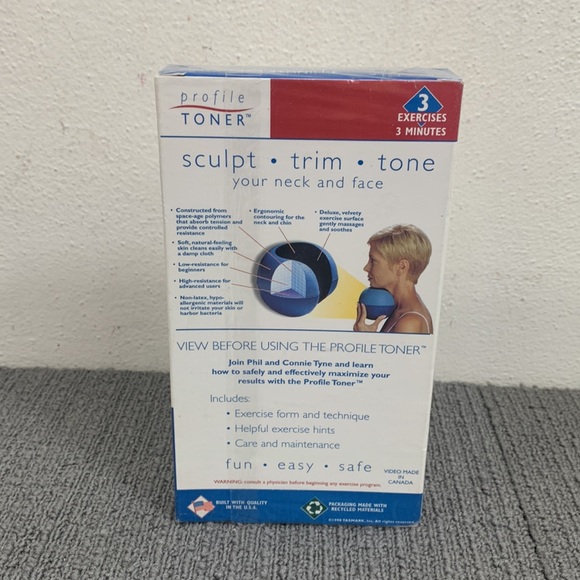 profile
TONER™
3
EXERCISES
3 MINUTES
sculpt • trim • tone
your neck and face
• Constructed from
space-age polymers
that absorb tension and
provide controlled
resistance
• Soft, natural-feeling
skin cleans easily with
a damp cloth
• Low-resistance for
beginners
• High-resistance for
advanced users
• Non-latex, hypo-
allergenic materials will
not irritate your skin or
harbor bacteria
• Ergonomic
contouring for the
neck and chin
• Deluxe, velvety
exercise surface
gently massages
and soothes
VIEW BEFORE USING THE PROFILE TONER™
Join Phil and Connie Tyne and learn
how to safely and effectively maximize your
results with the Profile Toner™
Includes:
• Exercise form and technique
• Helpful exercise hints
• Care and maintenance
fun • easy • safe
VIDEO MADE
IN
CANADA
WARNING: consult a physician before beginning any exercise program.
BUILT WITH QUALITY
IN THE U.S.A.
PACKAGING MADE WITH
RECYCLED MATERIALS
TASMARK, Inc. All rights reserved.